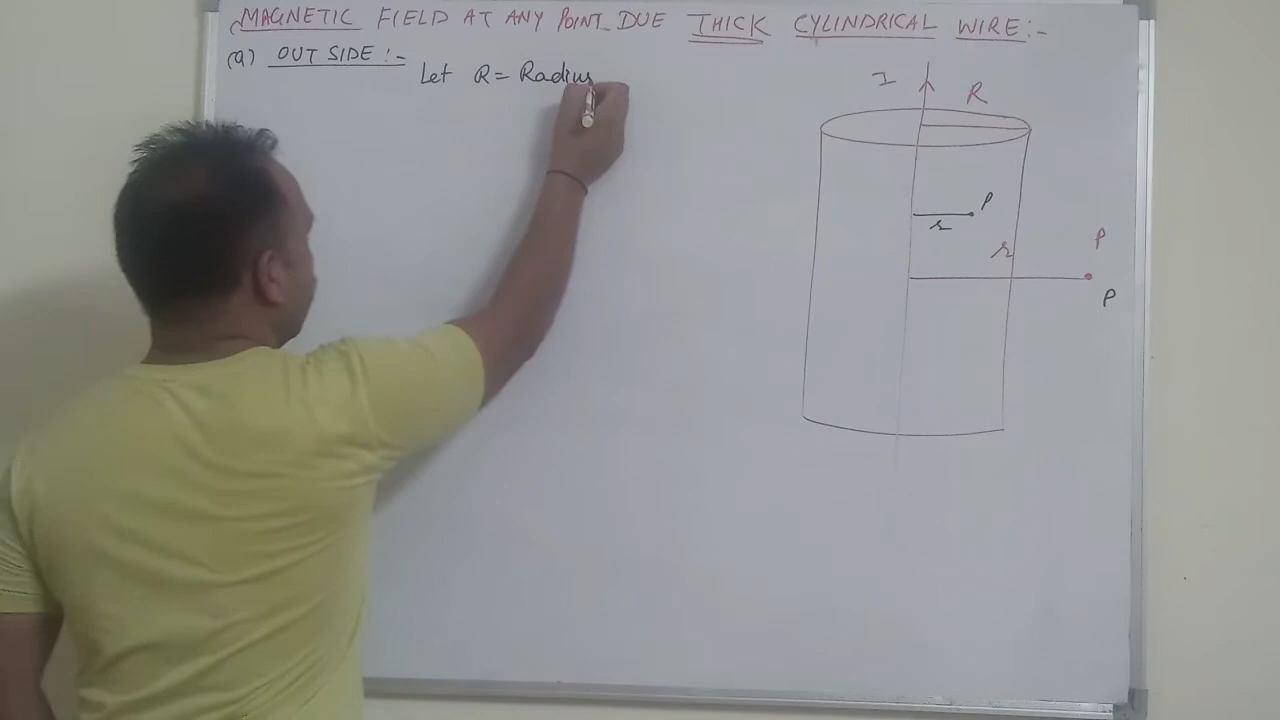 MAGNETIC FIELD AT ANY POINT DUE THICK CYLINDRICAL WIRE:-
(a) OUT SIDE :-
Let R = Radius
I
R
P
r
P
r
P